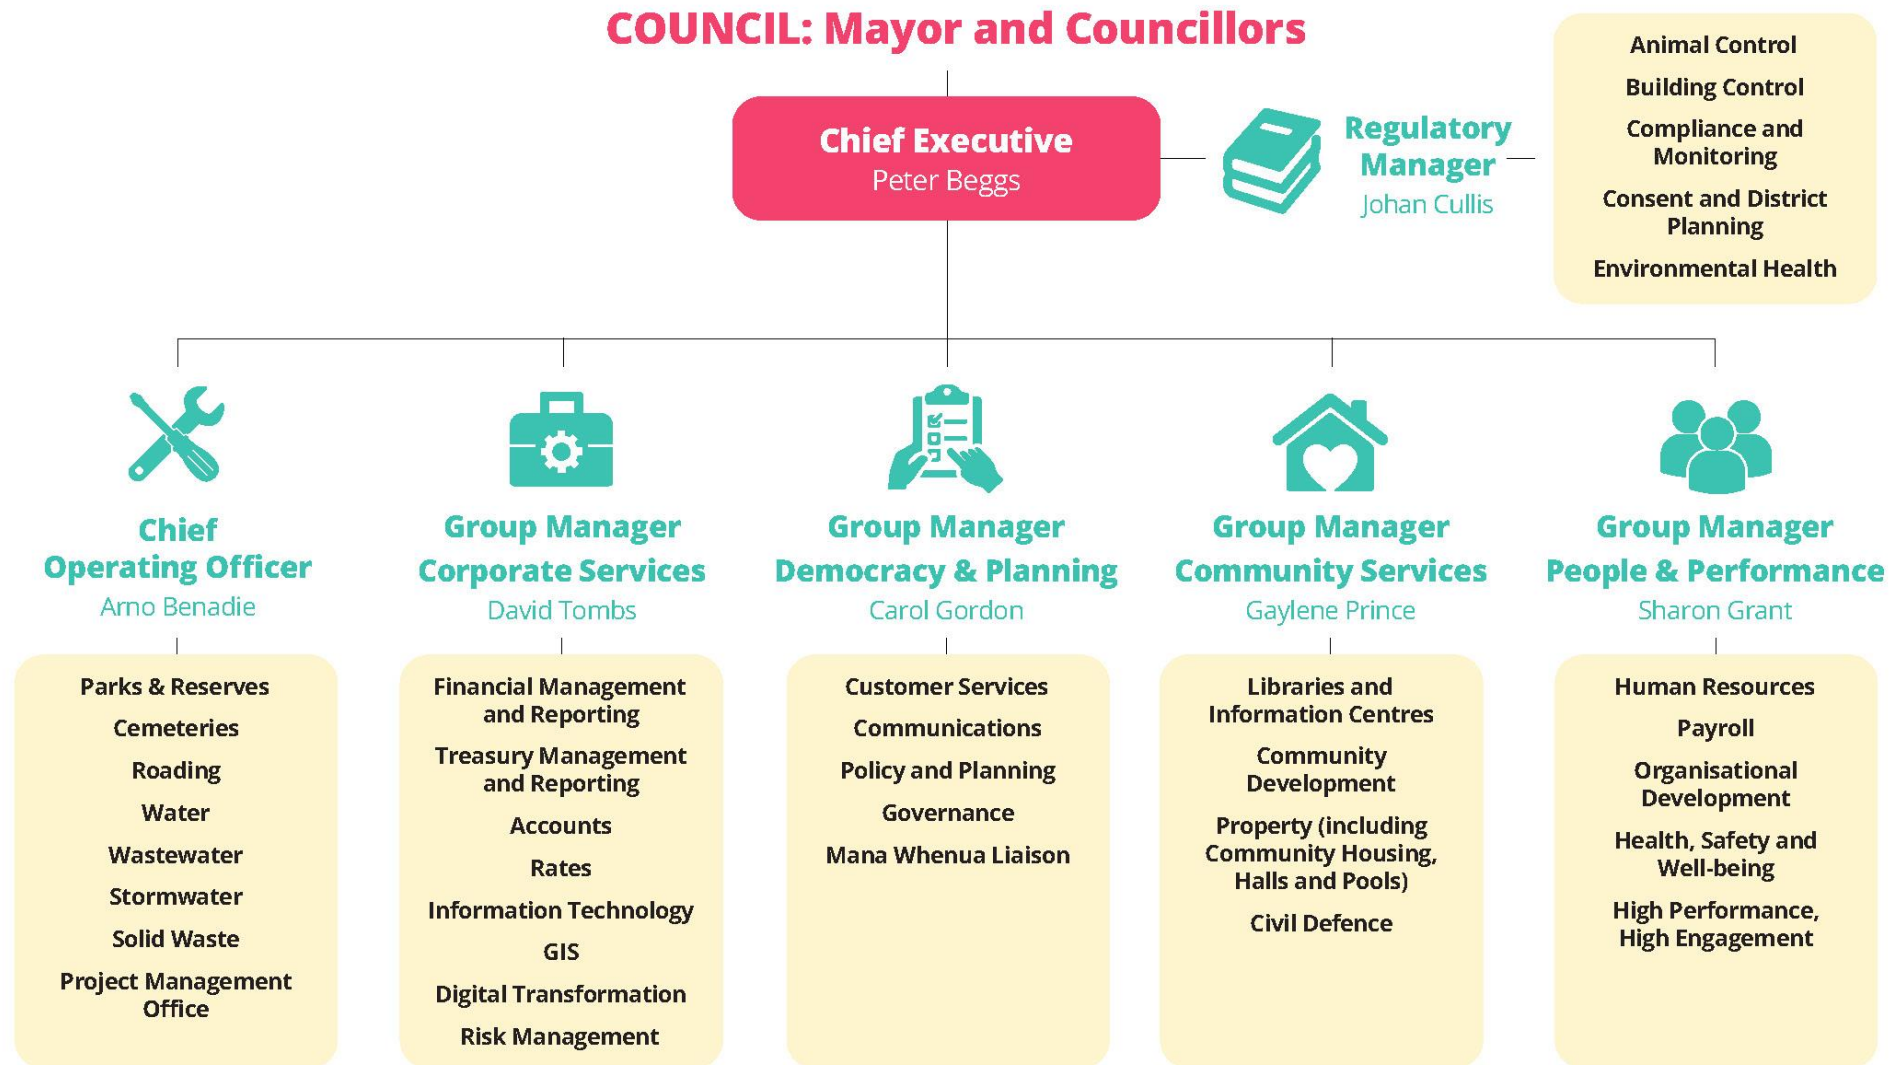 COUNCIL: Mayor and Councillors
Chief Executive
Peter Beggs
Regulatory
Manager
Johan Cullis
Animal Control
Building Control
Compliance and
Monitoring
Consent and District
Planning
Environmental Health
Chief
Operating Officer
Arno Benadie
Parks & Reserves
Cemeteries
Roading
Water
Wastewater
Stormwater
Solid Waste
Project Management
Office
Group Manager
Corporate Services
David Tombs
Financial Management
and Reporting
Treasury Management
and Reporting
Accounts
Rates
Information Technology
GIS
Digital Transformation
Risk Management
Group Manager
Democracy & Planning
Carol Gordon
Customer Services
Communications
Policy and Planning
Governance
Mana Whenua Liaison
Group Manager
Community Services
Gaylene Prince
Libraries and
Information Centres
Community
Development
Property (including
Community Housing,
Halls and Pools)
Civil Defence
Group Manager
People & Performance
Sharon Grant
Human Resources
Payroll
Organisational
Development
Health, Safety and
Well-being
High Performance,
High Engagement